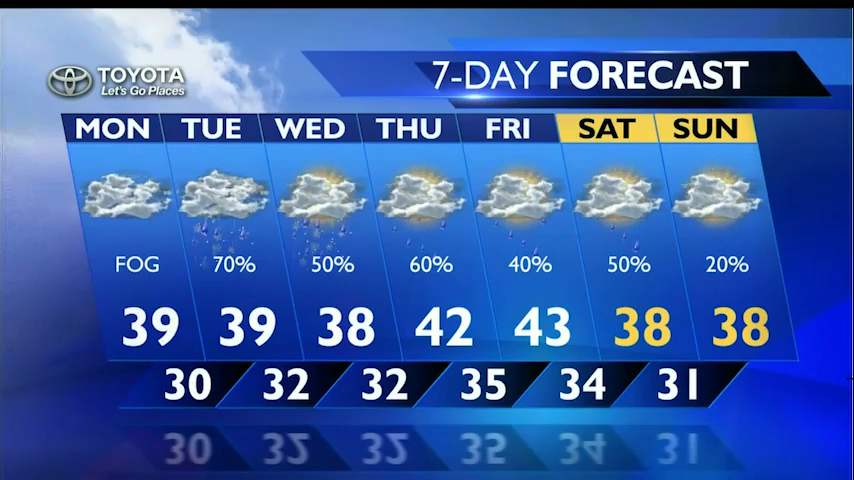 TOYOTA
Let's Go Places
7-DAY FORECAST
MON TUE WED THU FRI SAT SUN
FOG 70% 50% 60% 40% 50% 20%
39 39 38 42 43 38 38
30 32 32 35 34 31